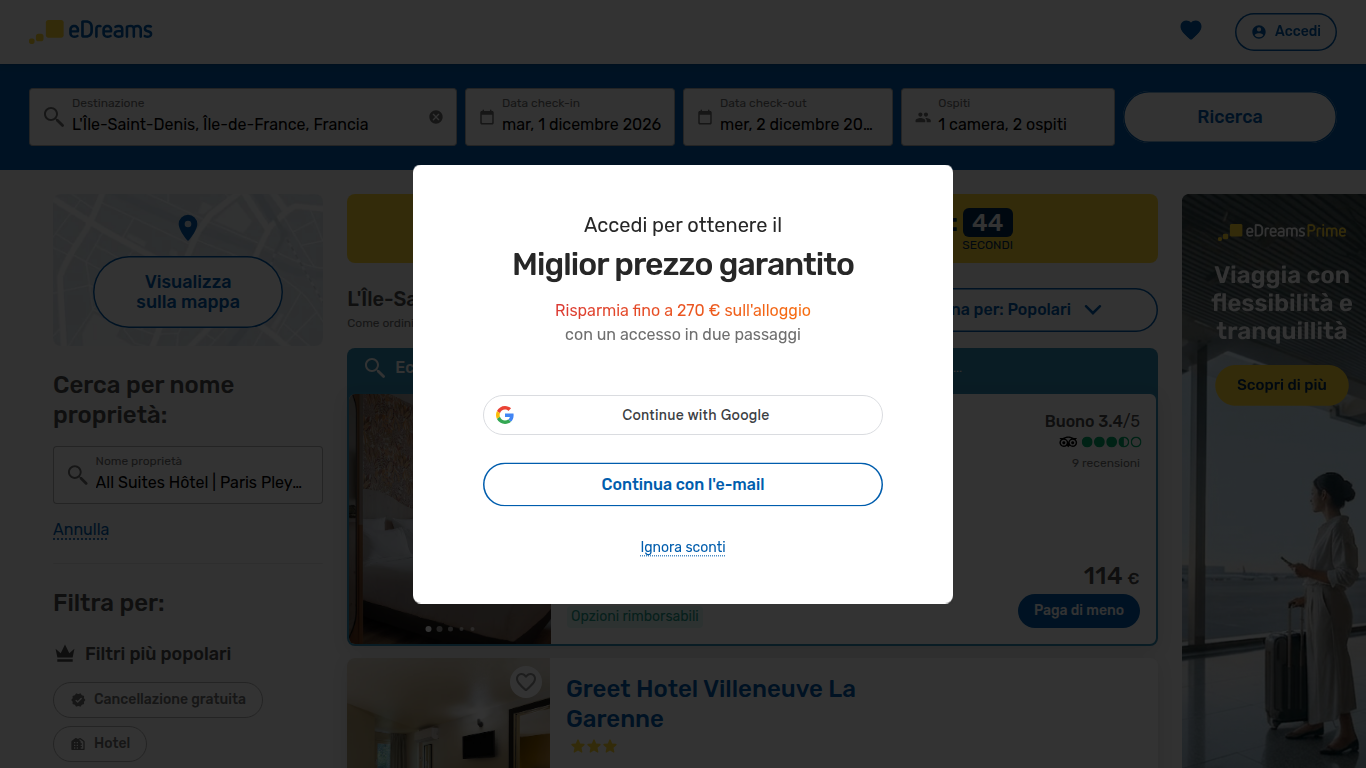 eDreams
Accedi
Destinazione
L'Île-Saint-Denis, Île-de-France, Francia
Data check-in
mar, 1 dicembre 2026
Data check-out
mer, 2 dicembre 20...
Ospiti
1 camera, 2 ospiti
Ricerca
Visualizza
sulla mappa
Cerca per nome
proprietà:
Nome proprietà
All Suites Hôtel | Paris Pley...
Annulla
Filtra per:
Filtri più popolari
Cancellazione gratuita
Hotel
: 44
SECONDI
Come ordini
Popolari
Accedi per ottenere il
Miglior prezzo garantito
Risparmia fino a 270 € sull'alloggio
con un accesso in due passaggi
Continue with Google
Continua con l'e-mail
Ignora sconti
Buono 3.4/5
9 recensioni
114 €
Paga di meno
Opzioni rimborsabili
Greet Hotel Villeneuve La
Garenne
eDreamsPrime
Viaggia con
flessibilità e
tranquillità
Scopri di più